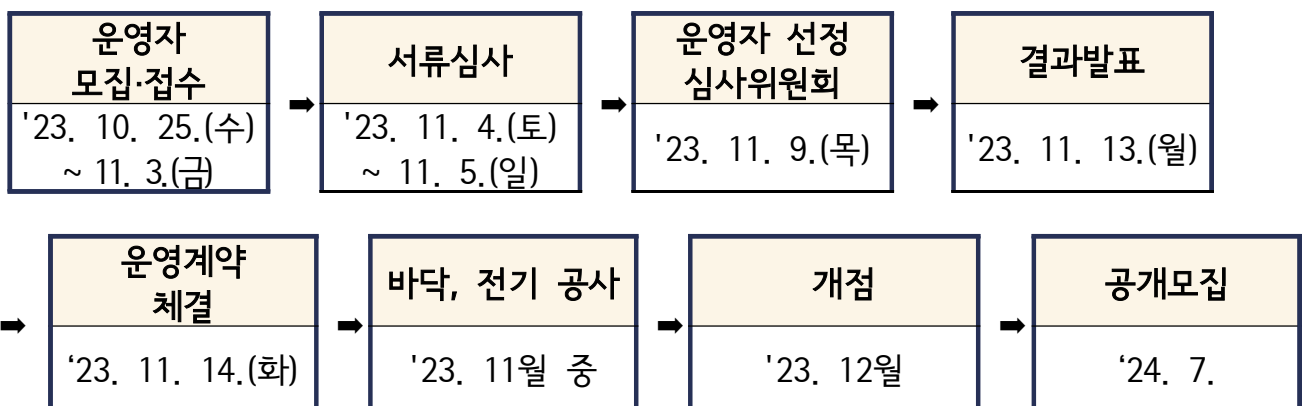 운영자
모집·접수
'23. 10. 25.(수)
~ 11. 3.(금)
➡
서류심사
'23. 11. 4.(토)
~ 11. 5.(일)
➡
운영자 선정
심사위원회
'23. 11. 9.(목)
➡
결과발표
'23. 11. 13.(월)
➡
운영계약
체결
‘23. 11. 14.(화)
➡
바닥, 전기 공사
'23. 11월 중
➡
개점
'23. 12월
➡
공개모집
‘24. 7.